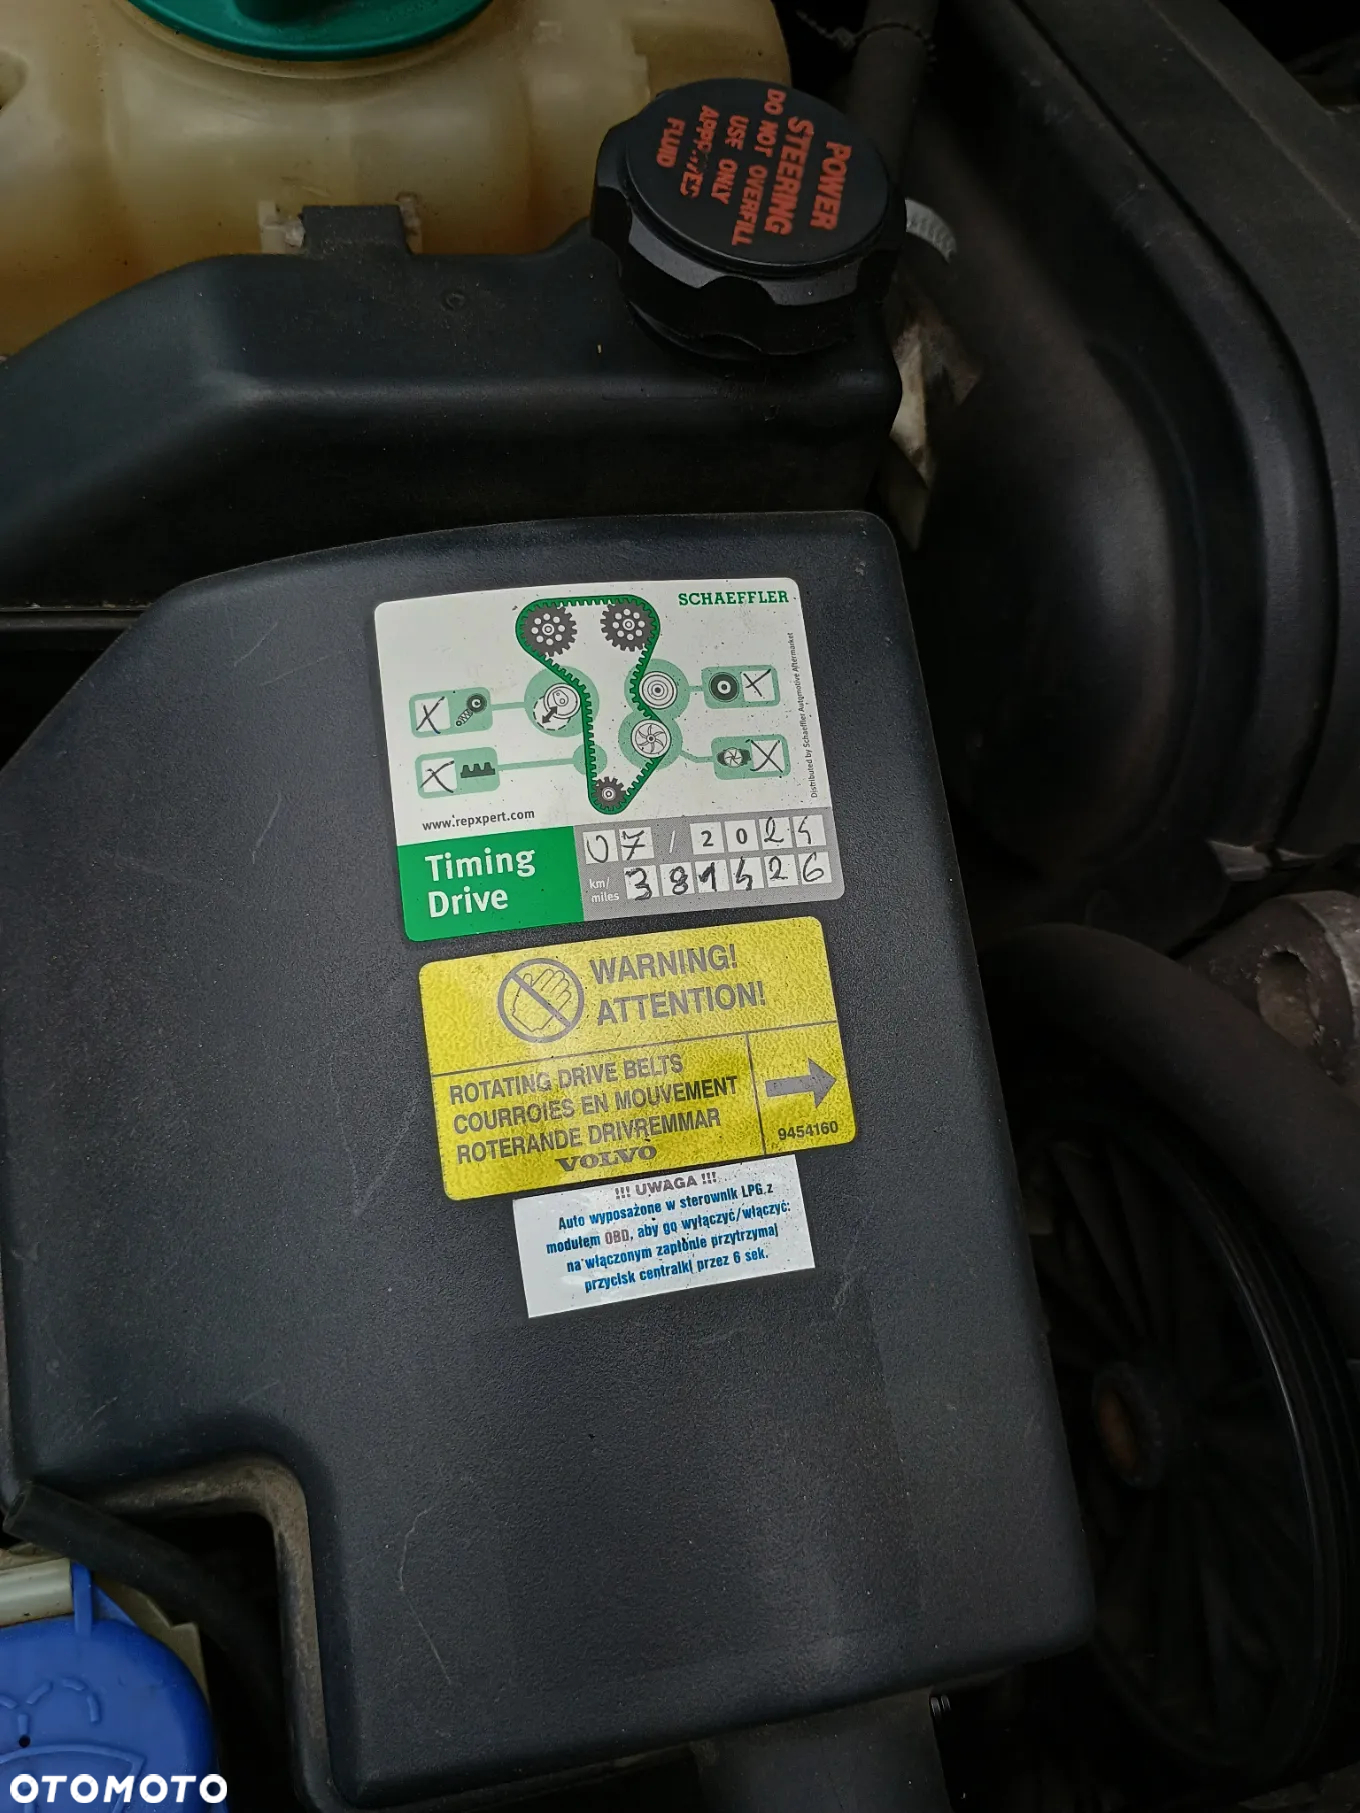 POWER
STEERING
DO NOT OVERFILL
USE ONLY
FLUID
SCHAEFFLER
X
X
X
X
Distributed by Schaeffler Automotive Aftermarket
www.repxpert.com
Timing
Drive
07 / 2024
km/
miles
381426
WARNING!
ATTENTION!
ROTATING DRIVE BELTS
COURROIES EN MOUVEMENT
ROTERANDE DRIVREMMAR
VOLVO
9454160
!!! UWAGA !!!
Auto wyposażone w sterownik LPG z
modułem OBD, aby go wyłączyć/włączyć:
na włączonym zapłonie przytrzymaj
przycisk centralki przez 6 sek.
OTOMOTO